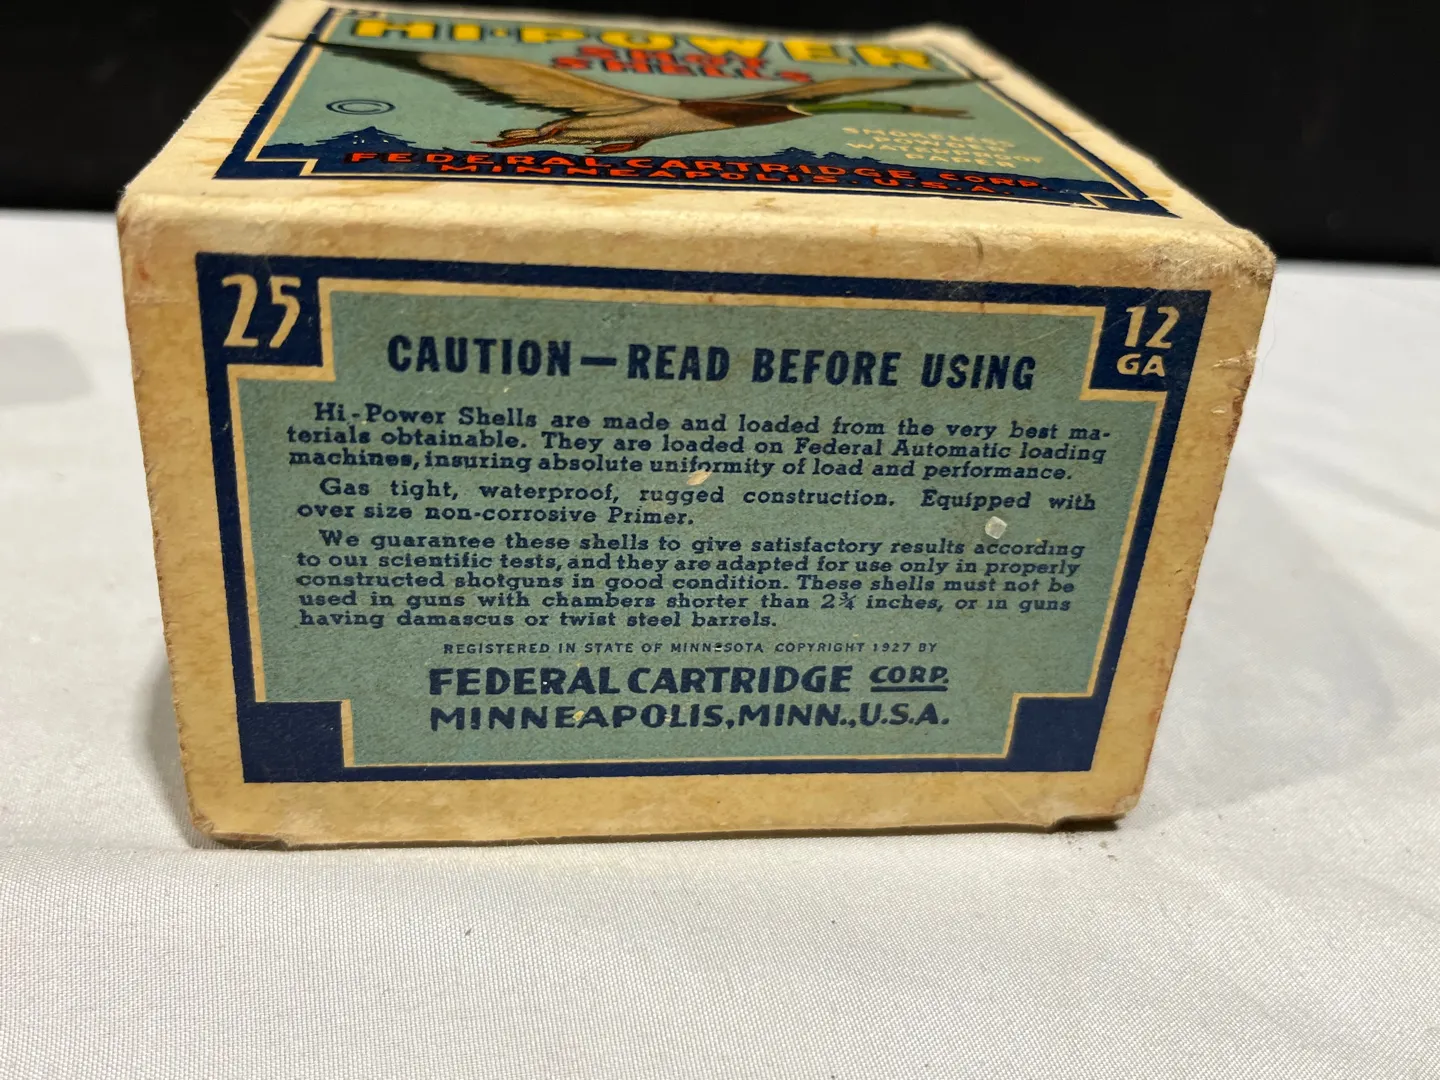 HI-POWER
SHOT
SHELLS
©
SMOKELESS
POWDER
WATERPROOF
PAPER
FEDERAL CARTRIDGE CORP.
MINNEAPOLIS. U.S.A.
25
12
GA
CAUTION—READ BEFORE USING
Hi-Power Shells are made and loaded from the very best ma-
terials obtainable. They are loaded on Federal Automatic loading
machines, insuring absolute uniformity of load and performance.
Gas tight, waterproof, rugged construction. Equipped with
over size non-corrosive Primer.
We guarantee these shells to give satisfactory results according
to our scientific tests, and they are adapted for use only in properly
constructed shotguns in good condition. These shells must not be
used in guns with chambers shorter than 2¾ inches, or in guns
having damascus or twist steel barrels.
REGISTERED IN STATE OF MINNESOTA COPYRIGHT 1927 BY
FEDERAL CARTRIDGE CORP.
MINNEAPOLIS, MINN., U.S.A.